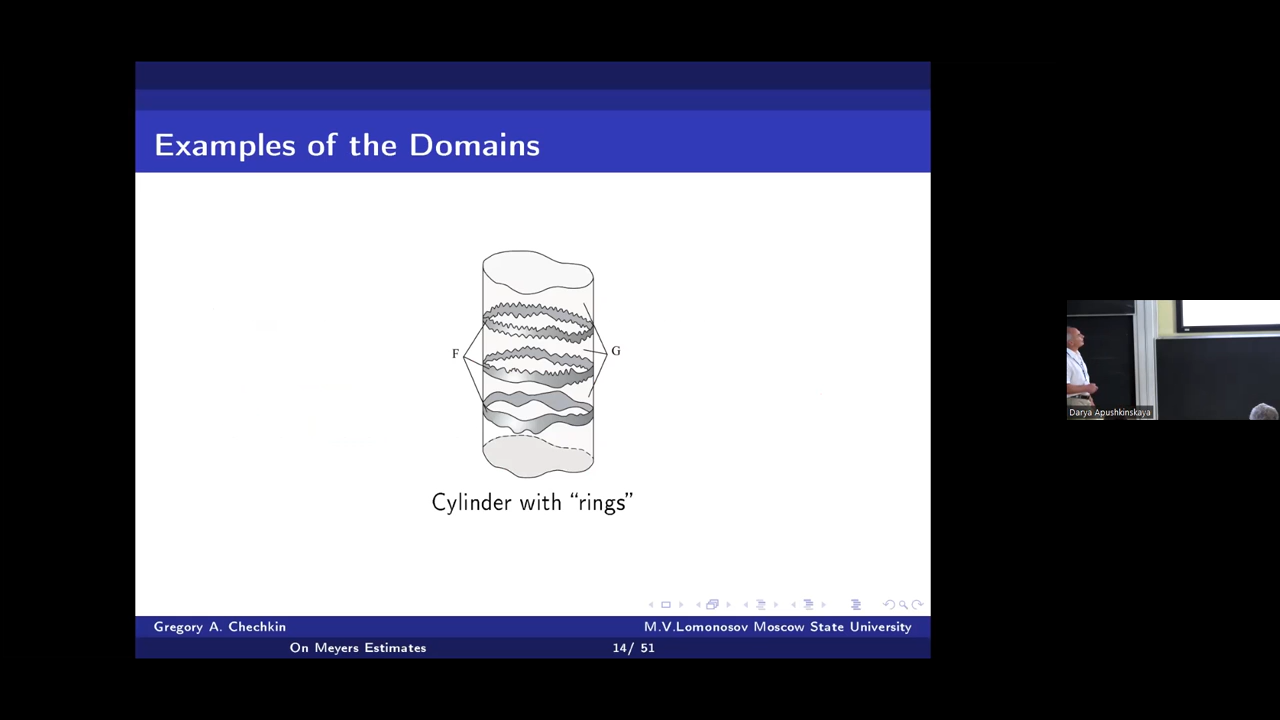 Examples of the Domains
F
G
Cylinder with “rings”
Darya Apushkinskaya
Gregory A. Chechkin
M.V.Lomonosov Moscow State University
On Meyers Estimates
14/ 51